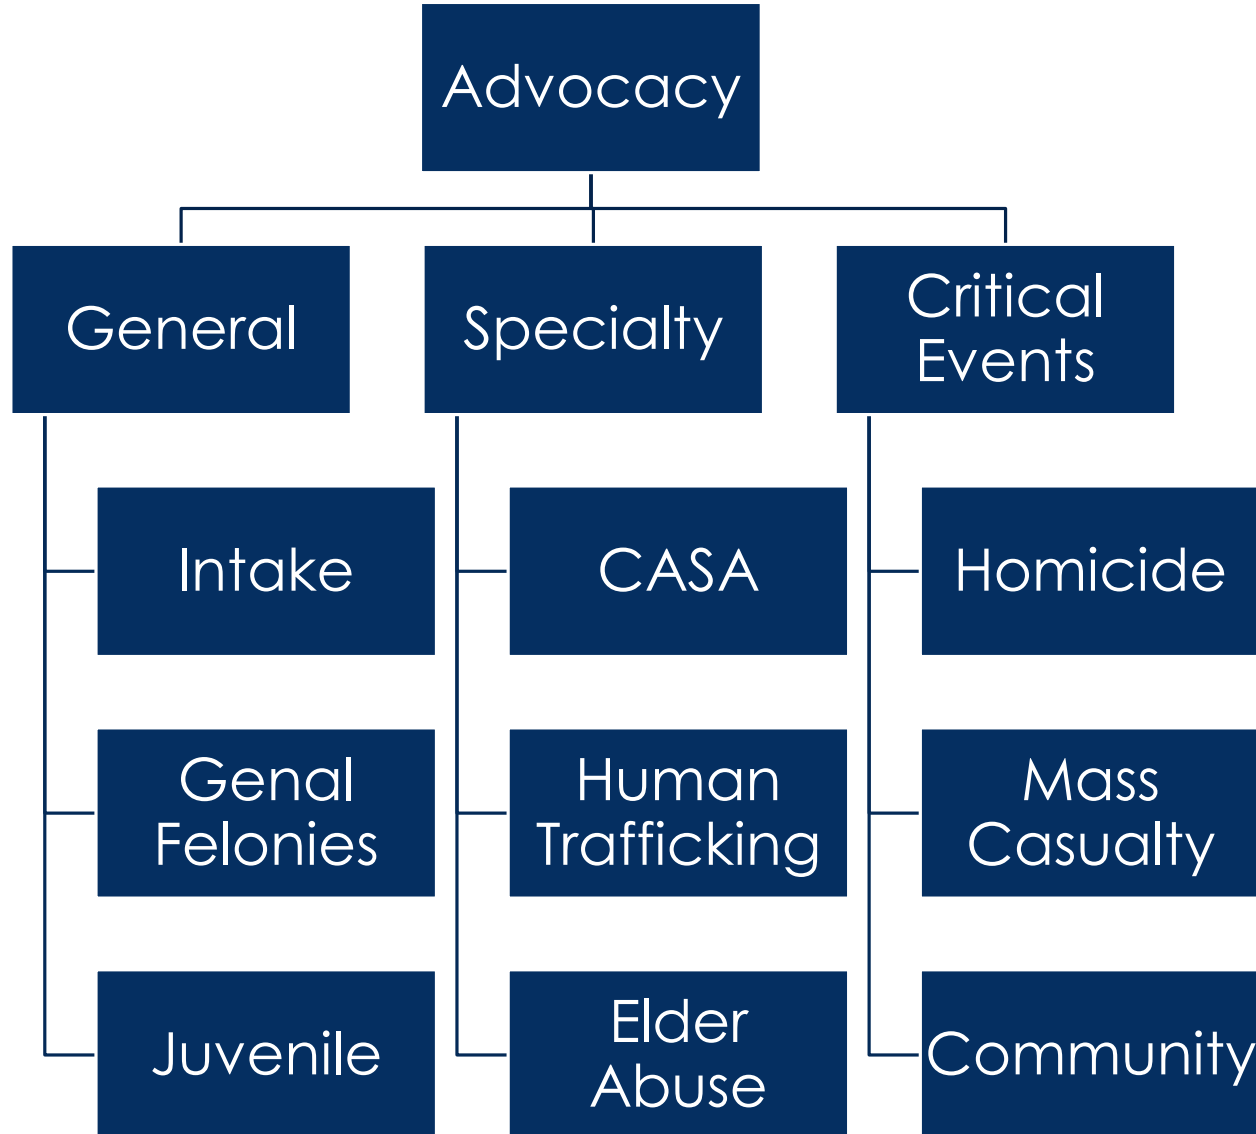 Advocacy
General
Specialty
Critical
Events
Intake
CASA
Homicide
Genal
Felonies
Human
Trafficking
Mass
Casualty
Juvenile
Elder
Abuse
Community